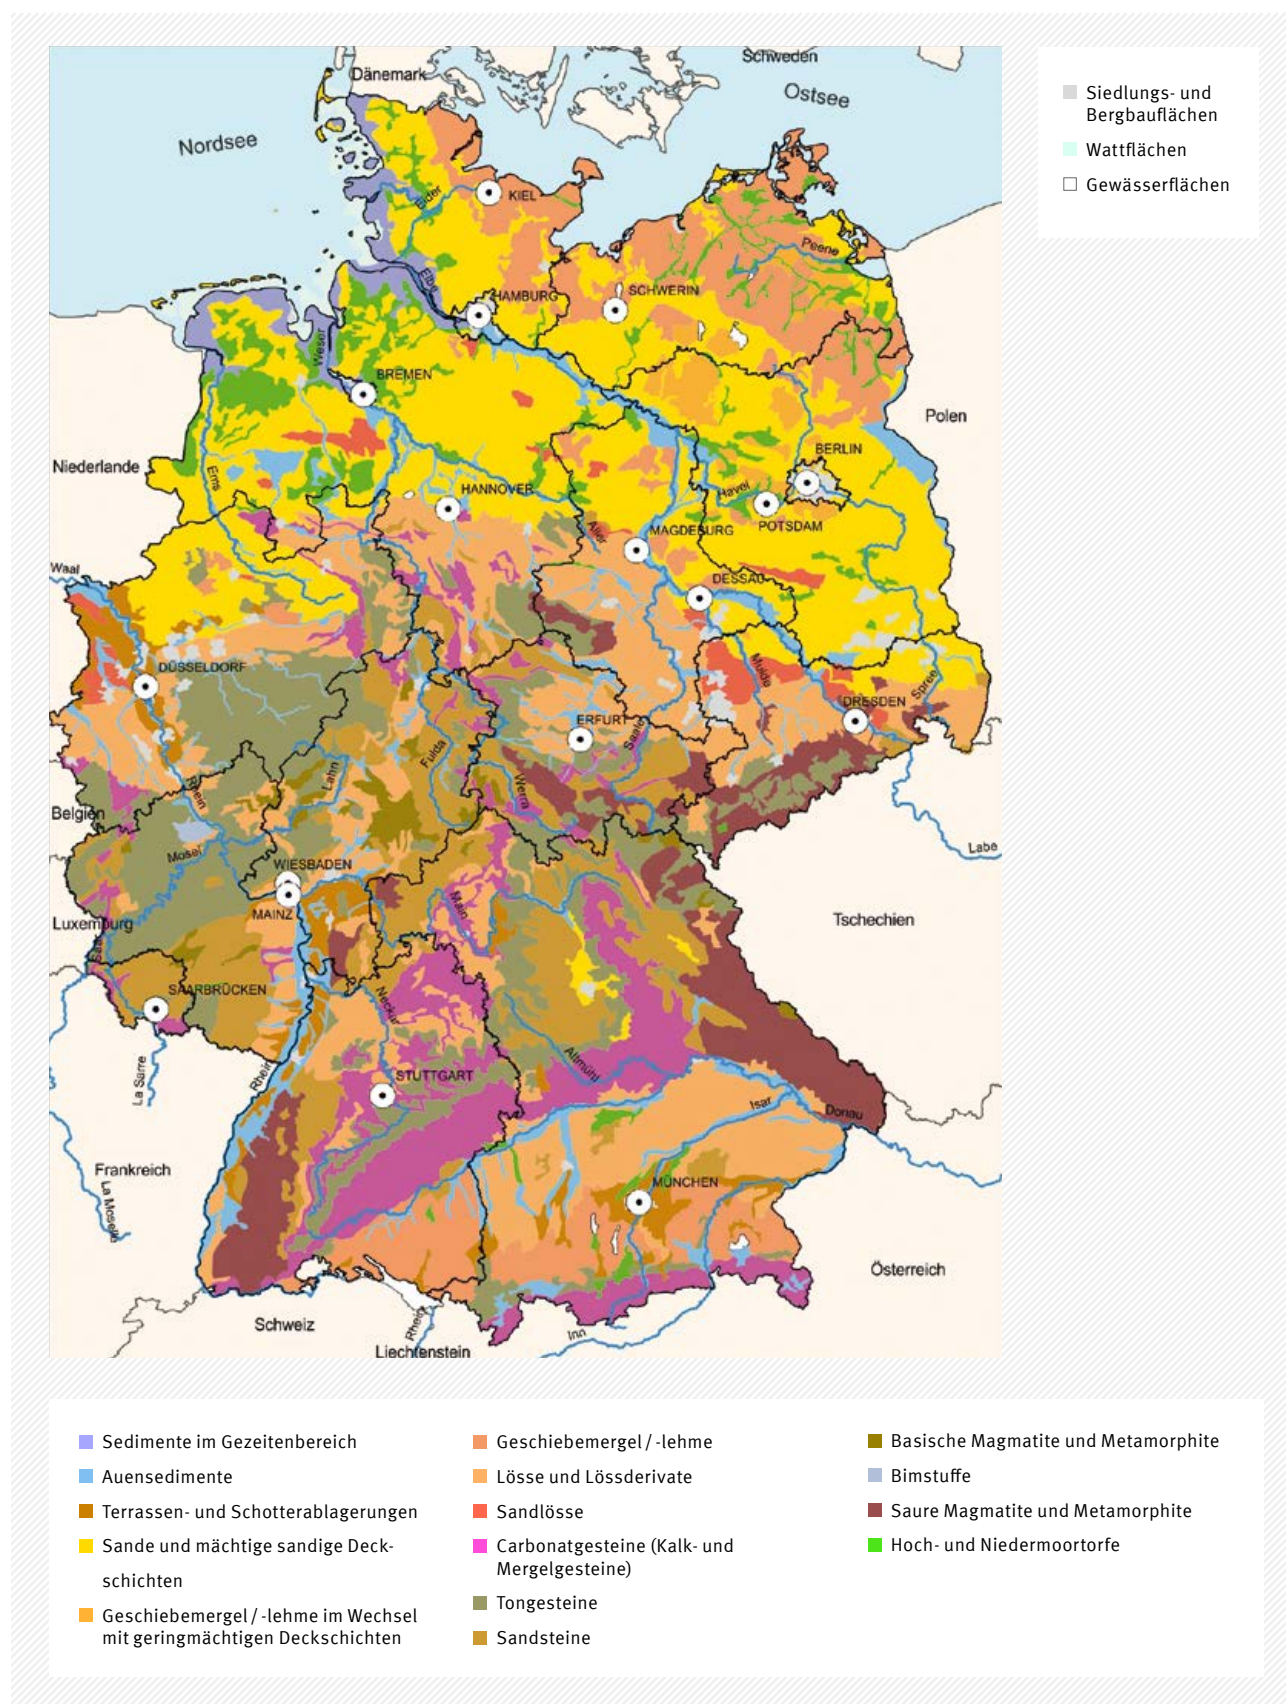 Schweden
Dänemark
Ostsee
Nordsee
Siedlungs- und
Bergbauflächen
Wattflächen
Gewässerflächen
Eider
KIEL
Peene
Elbe
HAMBURG
SCHWERIN
Weser
BREMEN
Polen
BERLIN
Niederlande
Ems
HANNOVER
Havel
POTSDAM
Aller
MAGDEBURG
Waal
DESSAU
DÜSSELDORF
Mulde
Spree
DRESDEN
ERFURT
Saale
Fulda
Lahn
Werra
Rhein
Belgien
Mosel
Labe
WIESBADEN
Main
MAINZ
Luxemburg
Tschechien
Saar
SAARBRÜCKEN
Neckar
Altmühl
La Sarre
Rhein
STUTTGART
Isar
Donau
Frankreich
MÜNCHEN
La Moselle
Österreich
Schweiz
Rhein
Inn
Liechtenstein
Sedimente im Gezeitenbereich
Auensedimente
Terrassen- und Schotterablagerungen
Sande und mächtige sandige Deck-
schichten
Geschiebemergel / -lehme im Wechsel
mit geringmächtigen Deckschichten
Geschiebemergel / -lehme
Lösse und Lössderivate
Sandlösse
Carbonatgesteine (Kalk- und
Mergelgesteine)
Tongesteine
Sandsteine
Basische Magmatite und Metamorphite
Bimstuffe
Saure Magmatite und Metamorphite
Hoch- und Niedermoortorfe